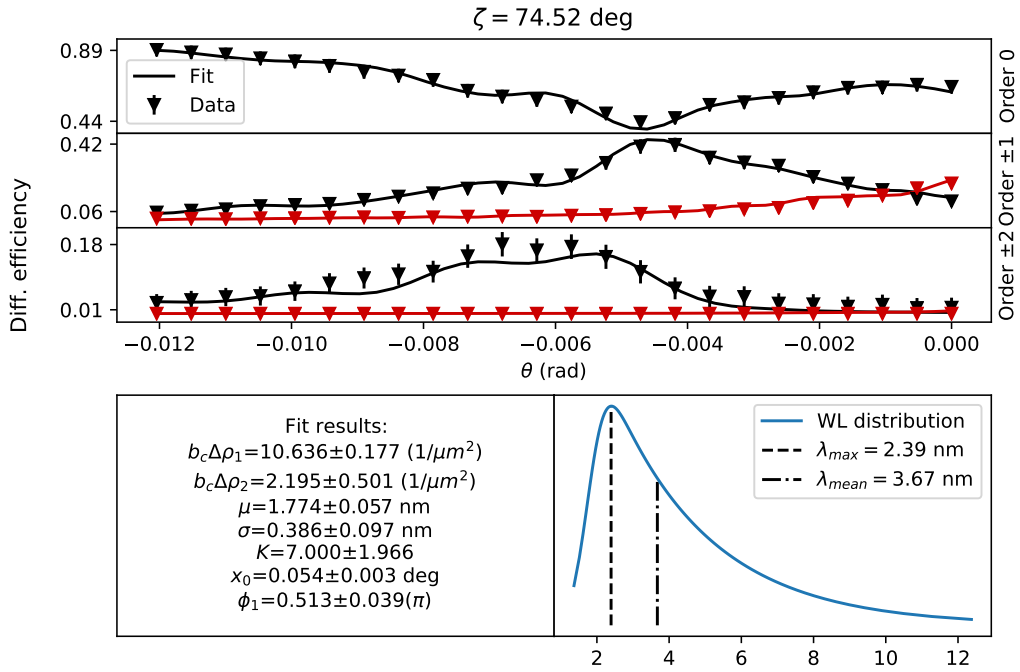 ζ = 74.52 deg
0.89
0.44
Fit
Data
Order 0
0.42
0.06
Order ±1
0.18
0.01
Order ±2
Diff. efficiency
−0.012 −0.010 −0.008 −0.006 −0.004 −0.002 0.000
θ (rad)
Fit results:
b_cΔρ_1=10.636±0.177 (1/μm^2)
b_cΔρ_2=2.195±0.501 (1/μm^2)
μ=1.774±0.057 nm
σ=0.386±0.097 nm
K=7.000±1.966
x_0=0.054±0.003 deg
ϕ_1=0.513±0.039(π)
WL distribution
λ_max = 2.39 nm
λ_mean = 3.67 nm
2 4 6 8 10 12